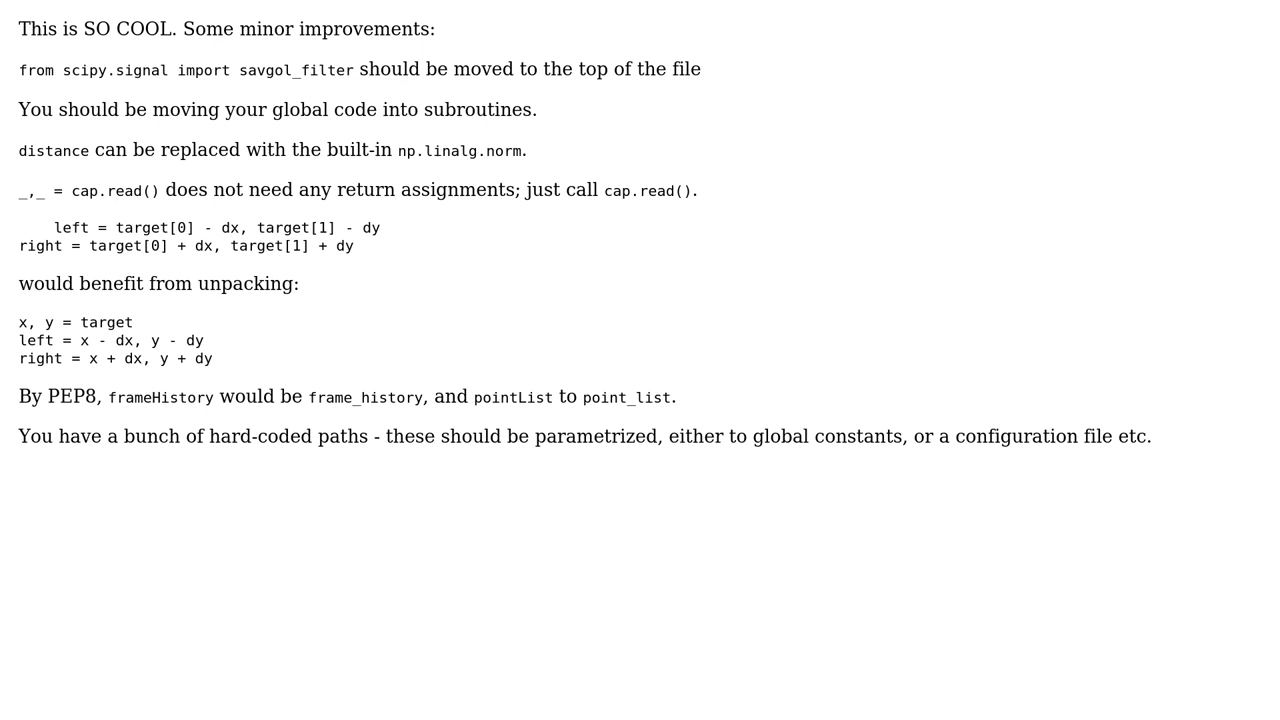 This is SO COOL. Some minor improvements:
from scipy.signal import savgol_filter should be moved to the top of the file
You should be moving your global code into subroutines.
distance can be replaced with the built-in np.linalg.norm.
_,_ = cap.read() does not need any return assignments; just call cap.read().
    left = target[0] - dx, target[1] - dy
right = target[0] + dx, target[1] + dy
would benefit from unpacking:
x, y = target
left = x - dx, y - dy
right = x + dx, y + dy
By PEP8, frameHistory would be frame_history, and pointList to point_list.
You have a bunch of hard-coded paths - these should be parametrized, either to global constants, or a configuration file etc.